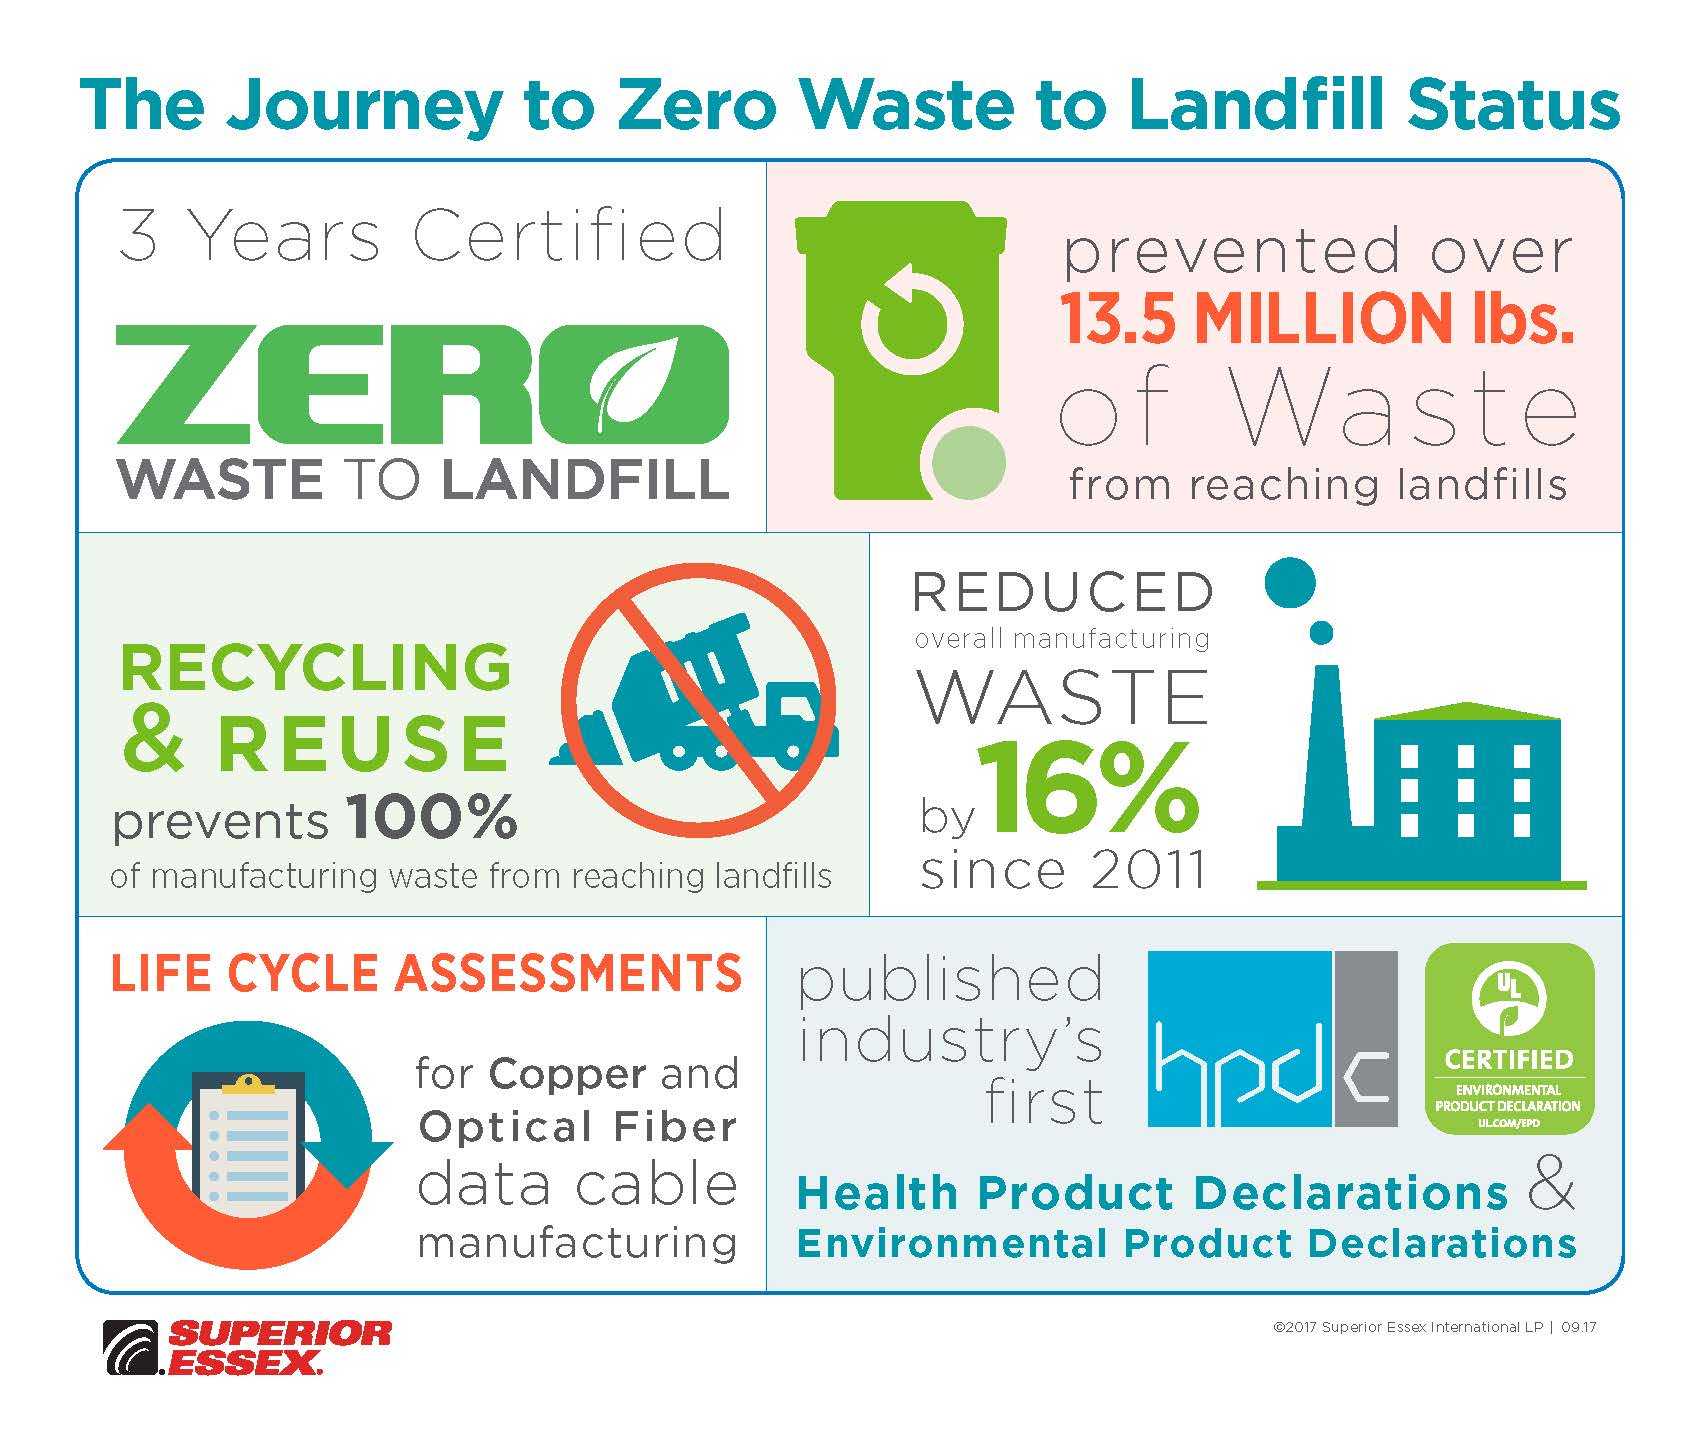 The Journey to Zero Waste to Landfill Status
3 Years Certified
ZERO
WASTE TO LANDFILL
prevented over
13.5 MILLION lbs.
of Waste
from reaching landfills
RECYCLING
& REUSE
prevents 100%
of manufacturing waste from reaching landfills
REDUCED
overall manufacturing
WASTE
by 16%
since 2011
LIFE CYCLE ASSESSMENTS
for Copper and
Optical Fiber
data cable
manufacturing
published
industry's
first
hpdc
UL
CERTIFIED
ENVIRONMENTAL
PRODUCT DECLARATION
UL.COM/EPD
Health Product Declarations &
Environmental Product Declarations
SUPERIOR
ESSEX.
©2017 Superior Essex International LP | 09.17